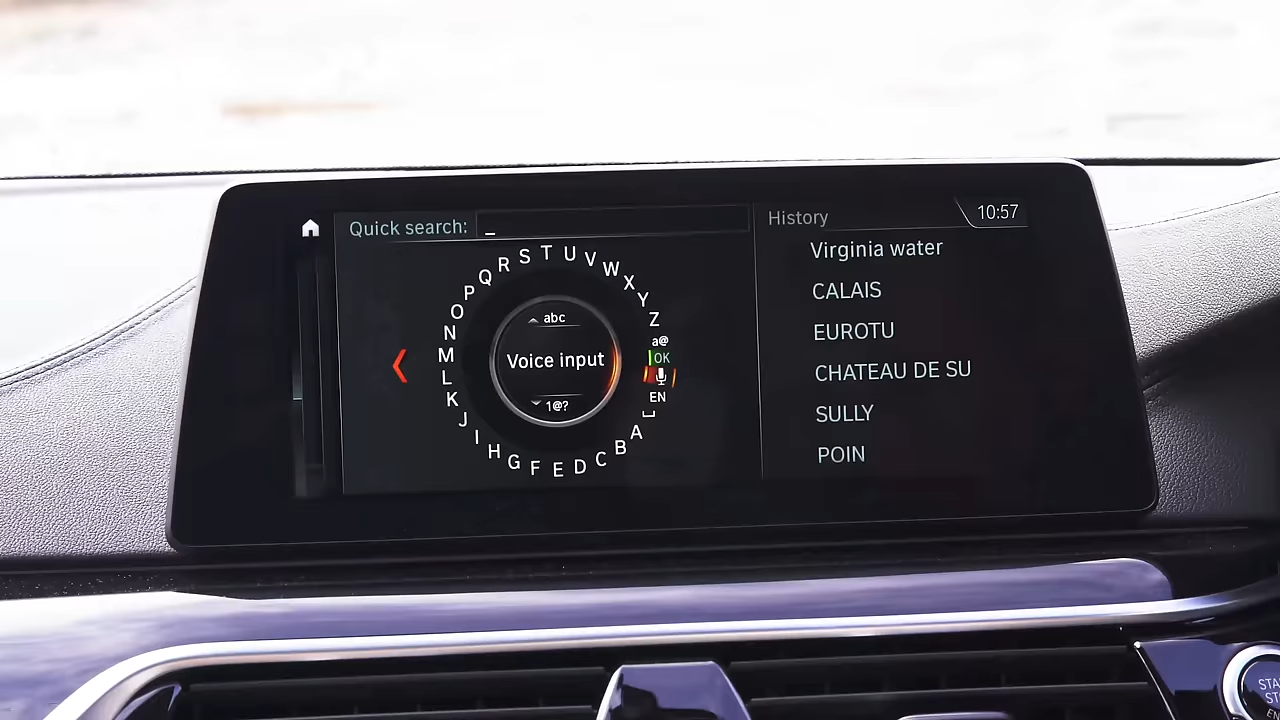 Quick search: _
History
10:57
Virginia water
CALAIS
EUROTU
CHATEAU DE SU
SULLY
POIN
abc
Voice input
1@?
A B C D E F G H I J K L M N O P Q R S T U V W X Y Z
a@
OK
EN